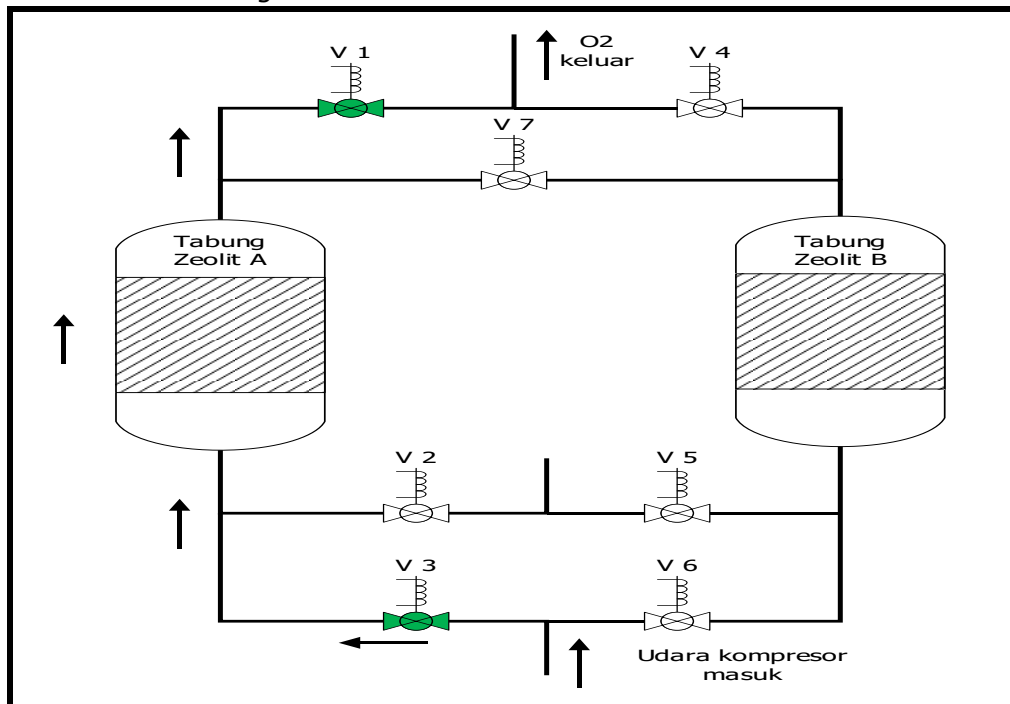 O2
keluar
V 1
V 4
V 7
Tabung
Zeolit A
Tabung
Zeolit B
V 2
V 5
V 3
V 6
Udara kompresor
masuk